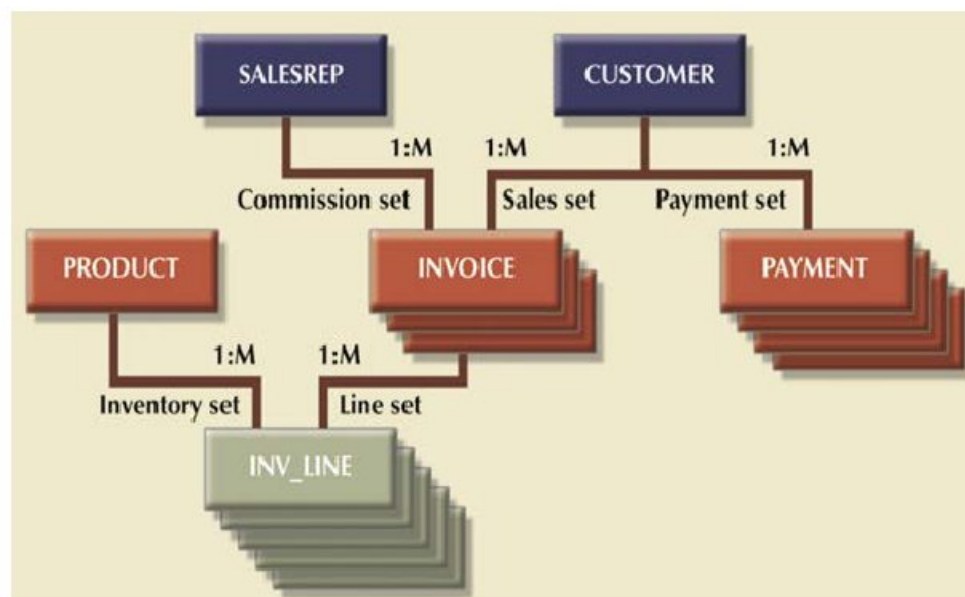 SALESREP
CUSTOMER
1:M
1:M
1:M
Commission set
Sales set
Payment set
PRODUCT
INVOICE
PAYMENT
1:M
1:M
Inventory set
Line set
INV_LINE